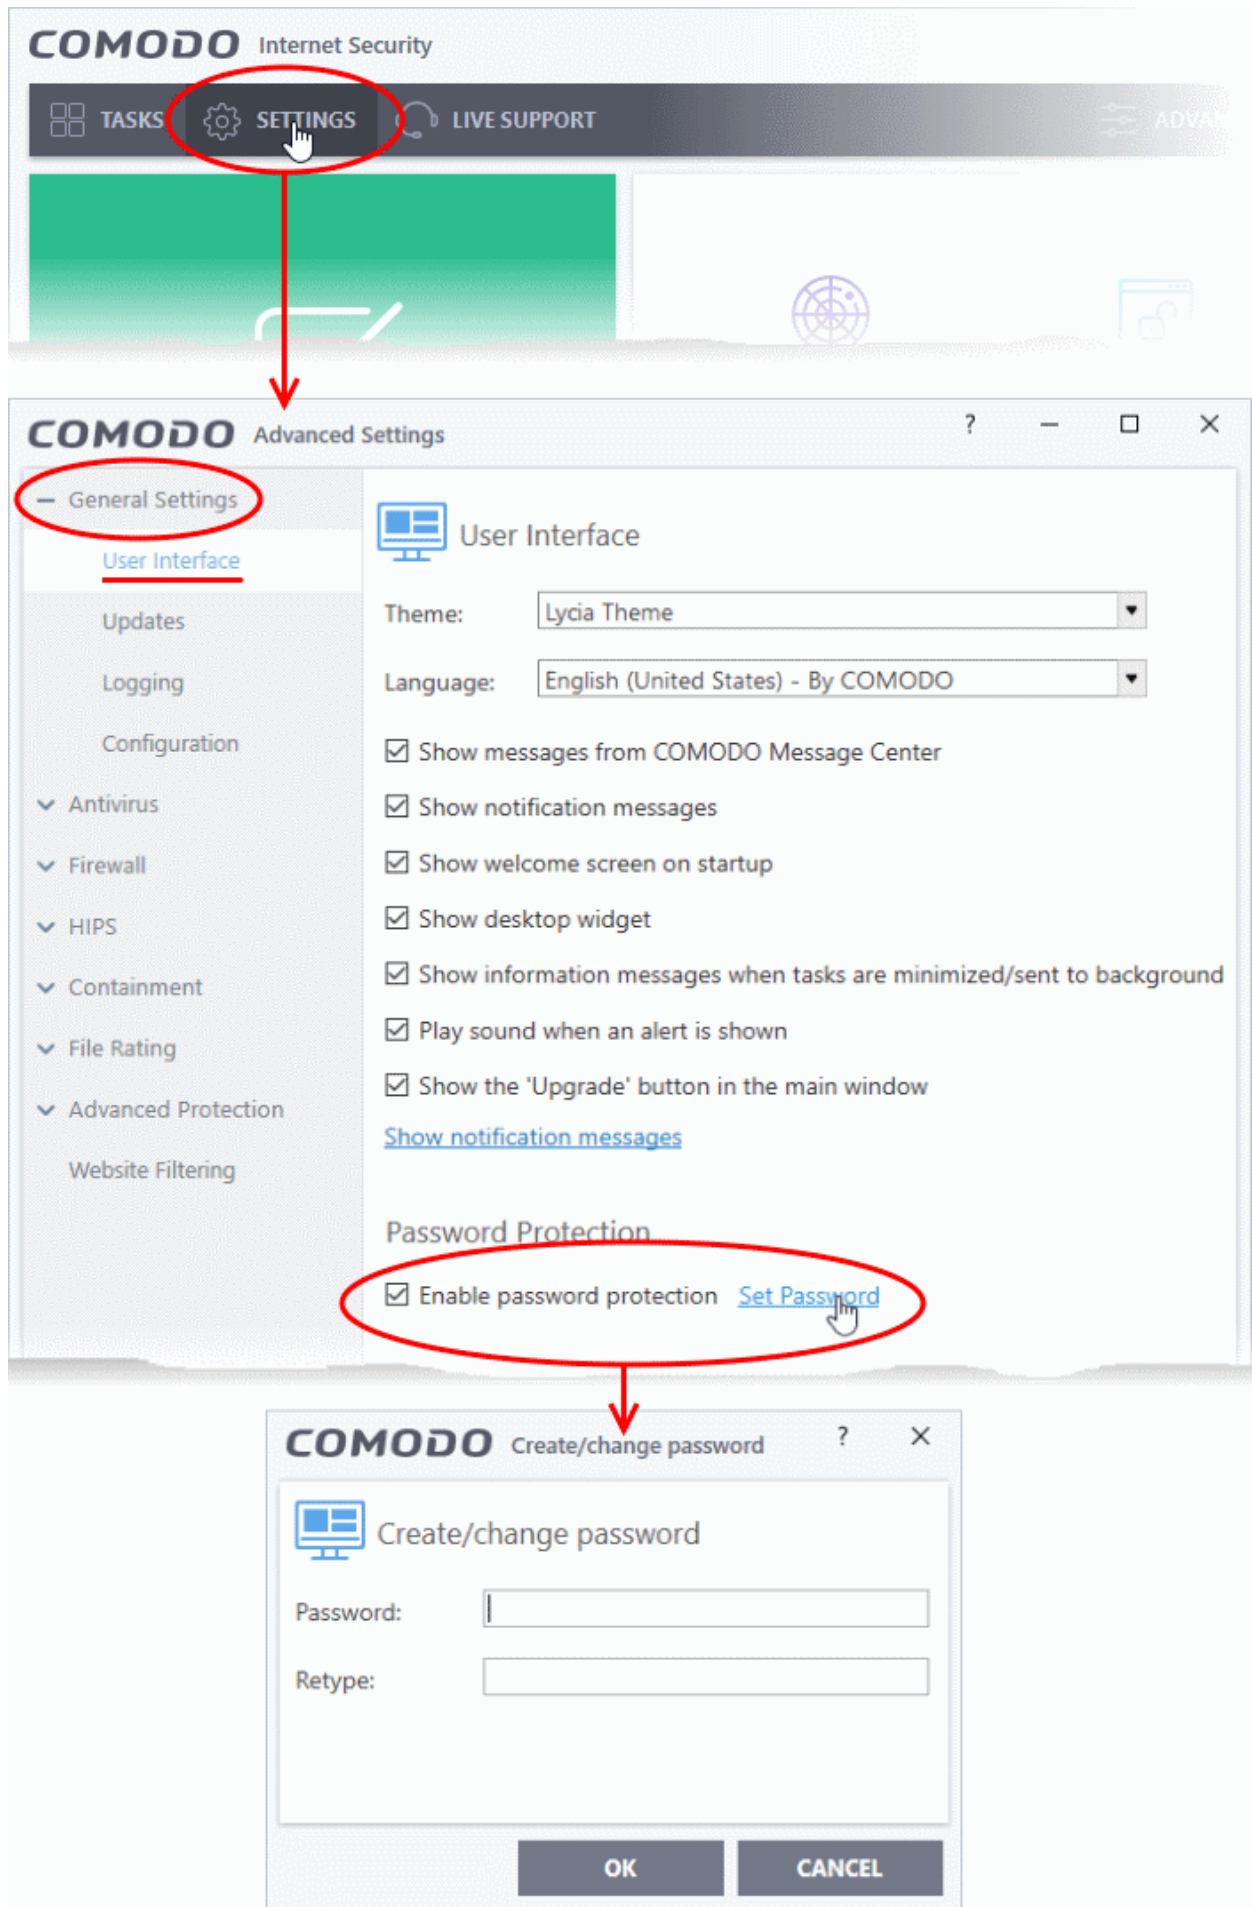 COMODO Internet Security
TASKS SETTINGS LIVE SUPPORT ADVAN
COMODO Advanced Settings ?
General Settings
User Interface
Updates
Logging
Configuration
Antivirus
Firewall
HIPS
Containment
File Rating
Advanced Protection
Website Filtering
User Interface
Theme: Lycia Theme
Language: English (United States) - By COMODO
Show messages from COMODO Message Center
Show notification messages
Show welcome screen on startup
Show desktop widget
Show information messages when tasks are minimized/sent to background
Play sound when an alert is shown
Show the 'Upgrade' button in the main window
Show notification messages
Password Protection
Enable password protection Set Password
COMODO Create/change password ?
Create/change password
Password:
Retype:
OK CANCEL